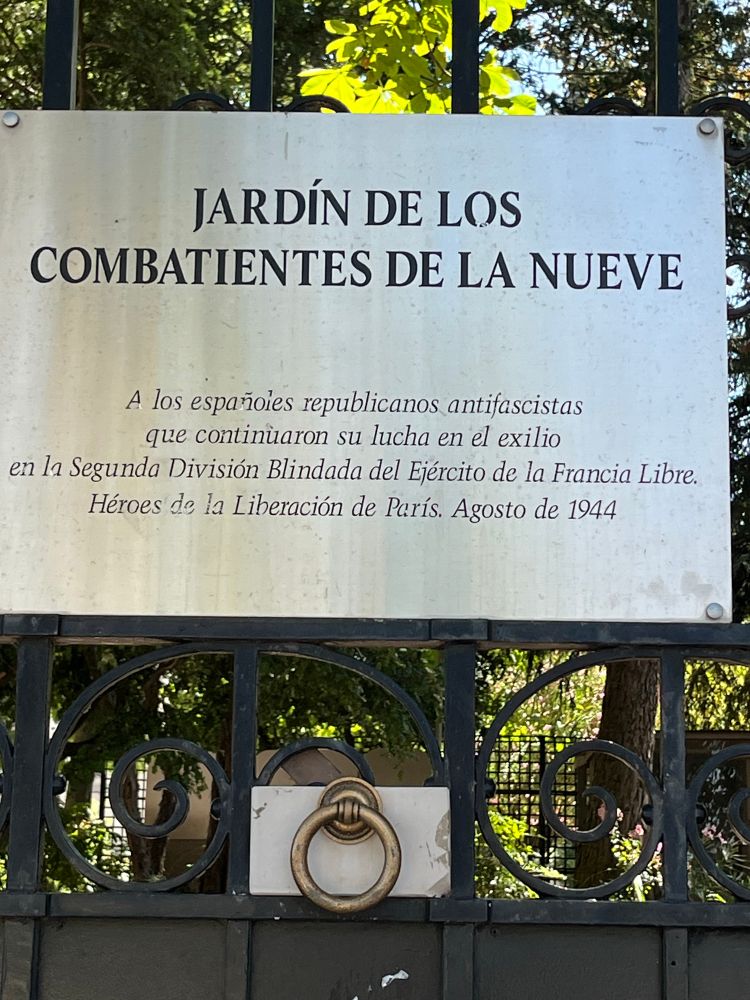 JARDÍN DE LOS
COMBATIENTES DE LA NUEVE
A los españoles republicanos antifascistas
que continuaron su lucha en el exilio
en la Segunda División Blindada del Ejército de la Francia Libre.
Héroes de la Liberación de París. Agosto de 1944